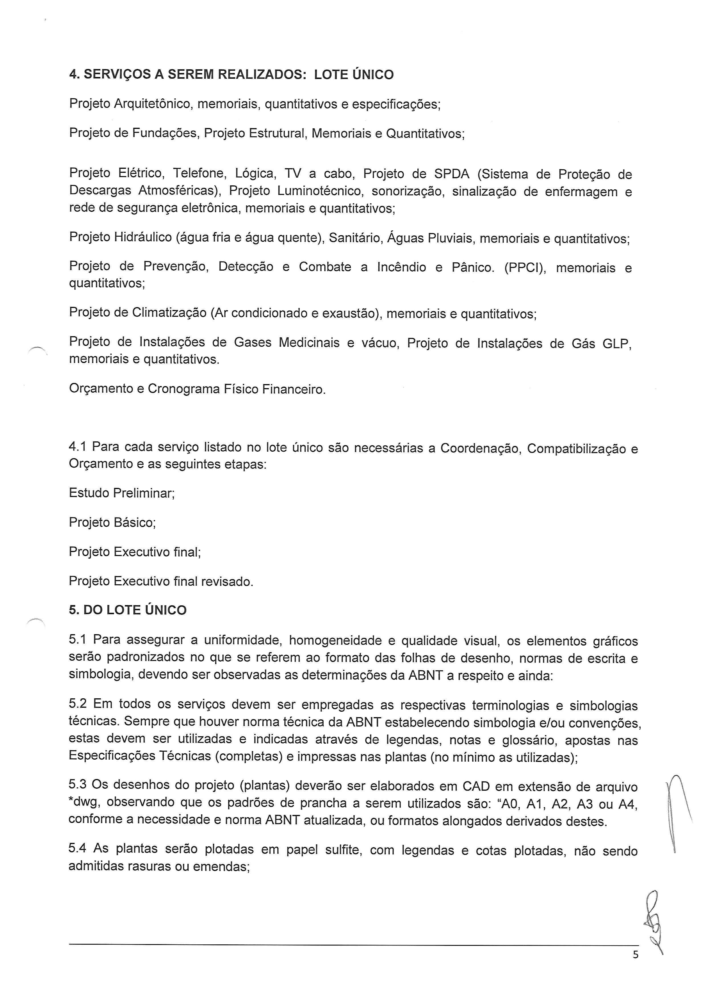 4. SERVIÇOS A SEREM REALIZADOS: LOTE ÚNICO
Projeto Arquitetônico, memoriais, quantitativos e especificações;
Projeto de Fundações, Projeto Estrutural, Memoriais e Quantitativos;
Projeto Elétrico, Telefone, Lógica, TV a cabo, Projeto de SPDA (Sistema de Proteção de
Descargas Atmosféricas), Projeto Luminotécnico, sonorização, sinalização de enfermagem e
rede de segurança eletrônica, memoriais e quantitativos;
Projeto Hidráulico (água fria e água quente), Sanitário, Águas Pluviais, memoriais e quantitativos;
Projeto de Prevenção, Detecção e Combate a Incêndio e Pânico. (PPCI), memoriais e
quantitativos;
Projeto de Climatização (Ar condicionado e exaustão), memoriais e quantitativos;
Projeto de Instalações de Gases Medicinais e vácuo, Projeto de Instalações de Gás GLP,
memoriais e quantitativos.
Orçamento e Cronograma Físico Financeiro.
4.1 Para cada serviço listado no lote único são necessárias a Coordenação, Compatibilização e
Orçamento e as seguintes etapas:
Estudo Preliminar;
Projeto Básico;
Projeto Executivo final;
Projeto Executivo final revisado.
5. DO LOTE ÚNICO
5.1 Para assegurar a uniformidade, homogeneidade e qualidade visual, os elementos gráficos
serão padronizados no que se referem ao formato das folhas de desenho, normas de escrita e
simbologia, devendo ser observadas as determinações da ABNT a respeito e ainda:
5.2 Em todos os serviços devem ser empregadas as respectivas terminologias e simbologias
técnicas. Sempre que houver norma técnica da ABNT estabelecendo simbologia e/ou convenções,
estas devem ser utilizadas e indicadas através de legendas, notas e glossário, apostas nas
Especificações Técnicas (completas) e impressas nas plantas (no mínimo as utilizadas);
5.3 Os desenhos do projeto (plantas) deverão ser elaborados em CAD em extensão de arquivo
*dwg, observando que os padrões de prancha a serem utilizados são: “A0, A1, A2, A3 ou A4,
conforme a necessidade e norma ABNT atualizada, ou formatos alongados derivados destes.
5.4 As plantas serão plotadas em papel sulfite, com legendas e cotas plotadas, não sendo
admitidas rasuras ou emendas;
5